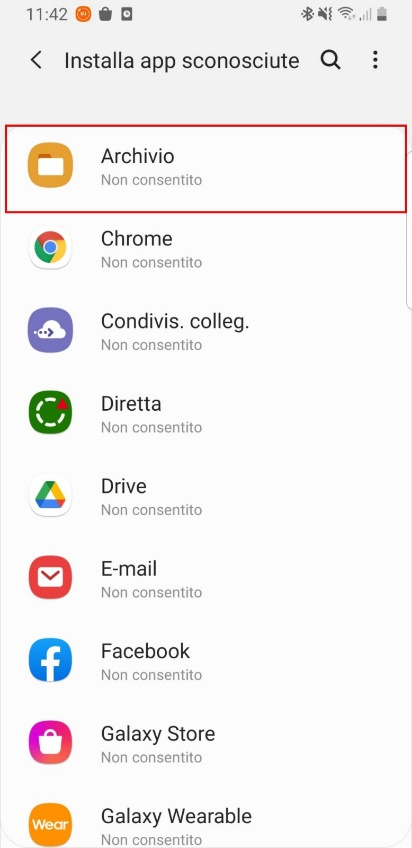 11:42
Installa app sconosciute
Archivio
Non consentito
Chrome
Non consentito
Condivis. colleg.
Non consentito
Diretta
Non consentito
Drive
Non consentito
E-mail
Non consentito
Facebook
Non consentito
Galaxy Store
Non consentito
Wear
Galaxy Wearable
Non consentito